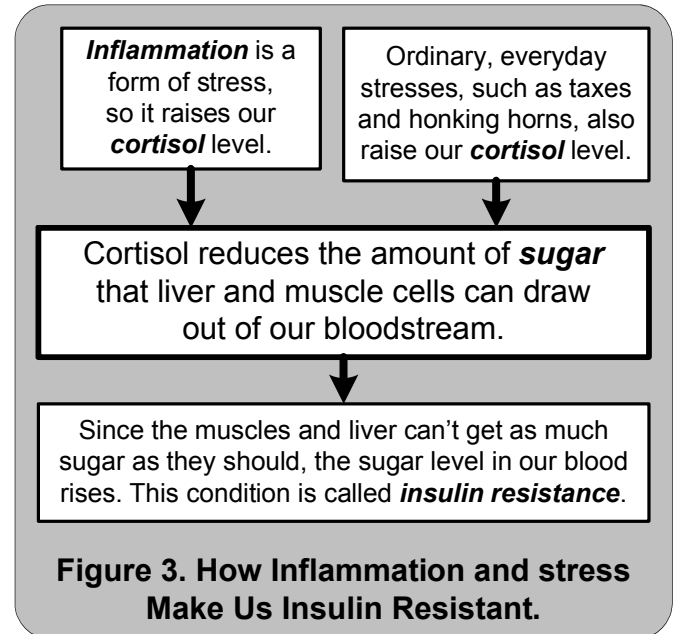 Inflammation is a
form of stress,
so it raises our
cortisol level.
Ordinary, everyday
stresses, such as taxes
and honking horns, also
raise our cortisol level.
Cortisol reduces the amount of sugar
that liver and muscle cells can draw
out of our bloodstream.
Since the muscles and liver can’t get as much
sugar as they should, the sugar level in our blood
rises. This condition is called insulin resistance.
Figure 3. How Inflammation and stress
Make Us Insulin Resistant.